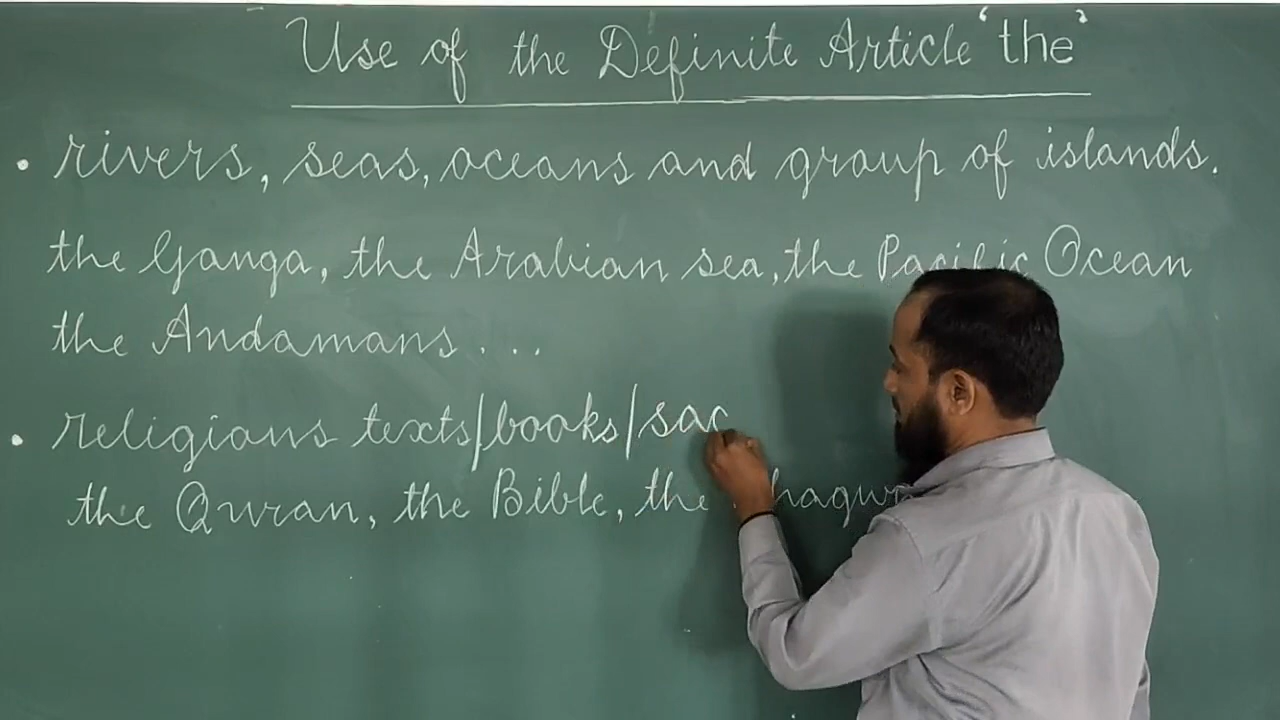 Use of the Definite Article 'the'
• rivers, seas, oceans and group of islands.
the Ganga, the Arabian sea, the Pacific Ocean
the Andamans...
• religious texts/books/sac
the Quran, the Bible, the